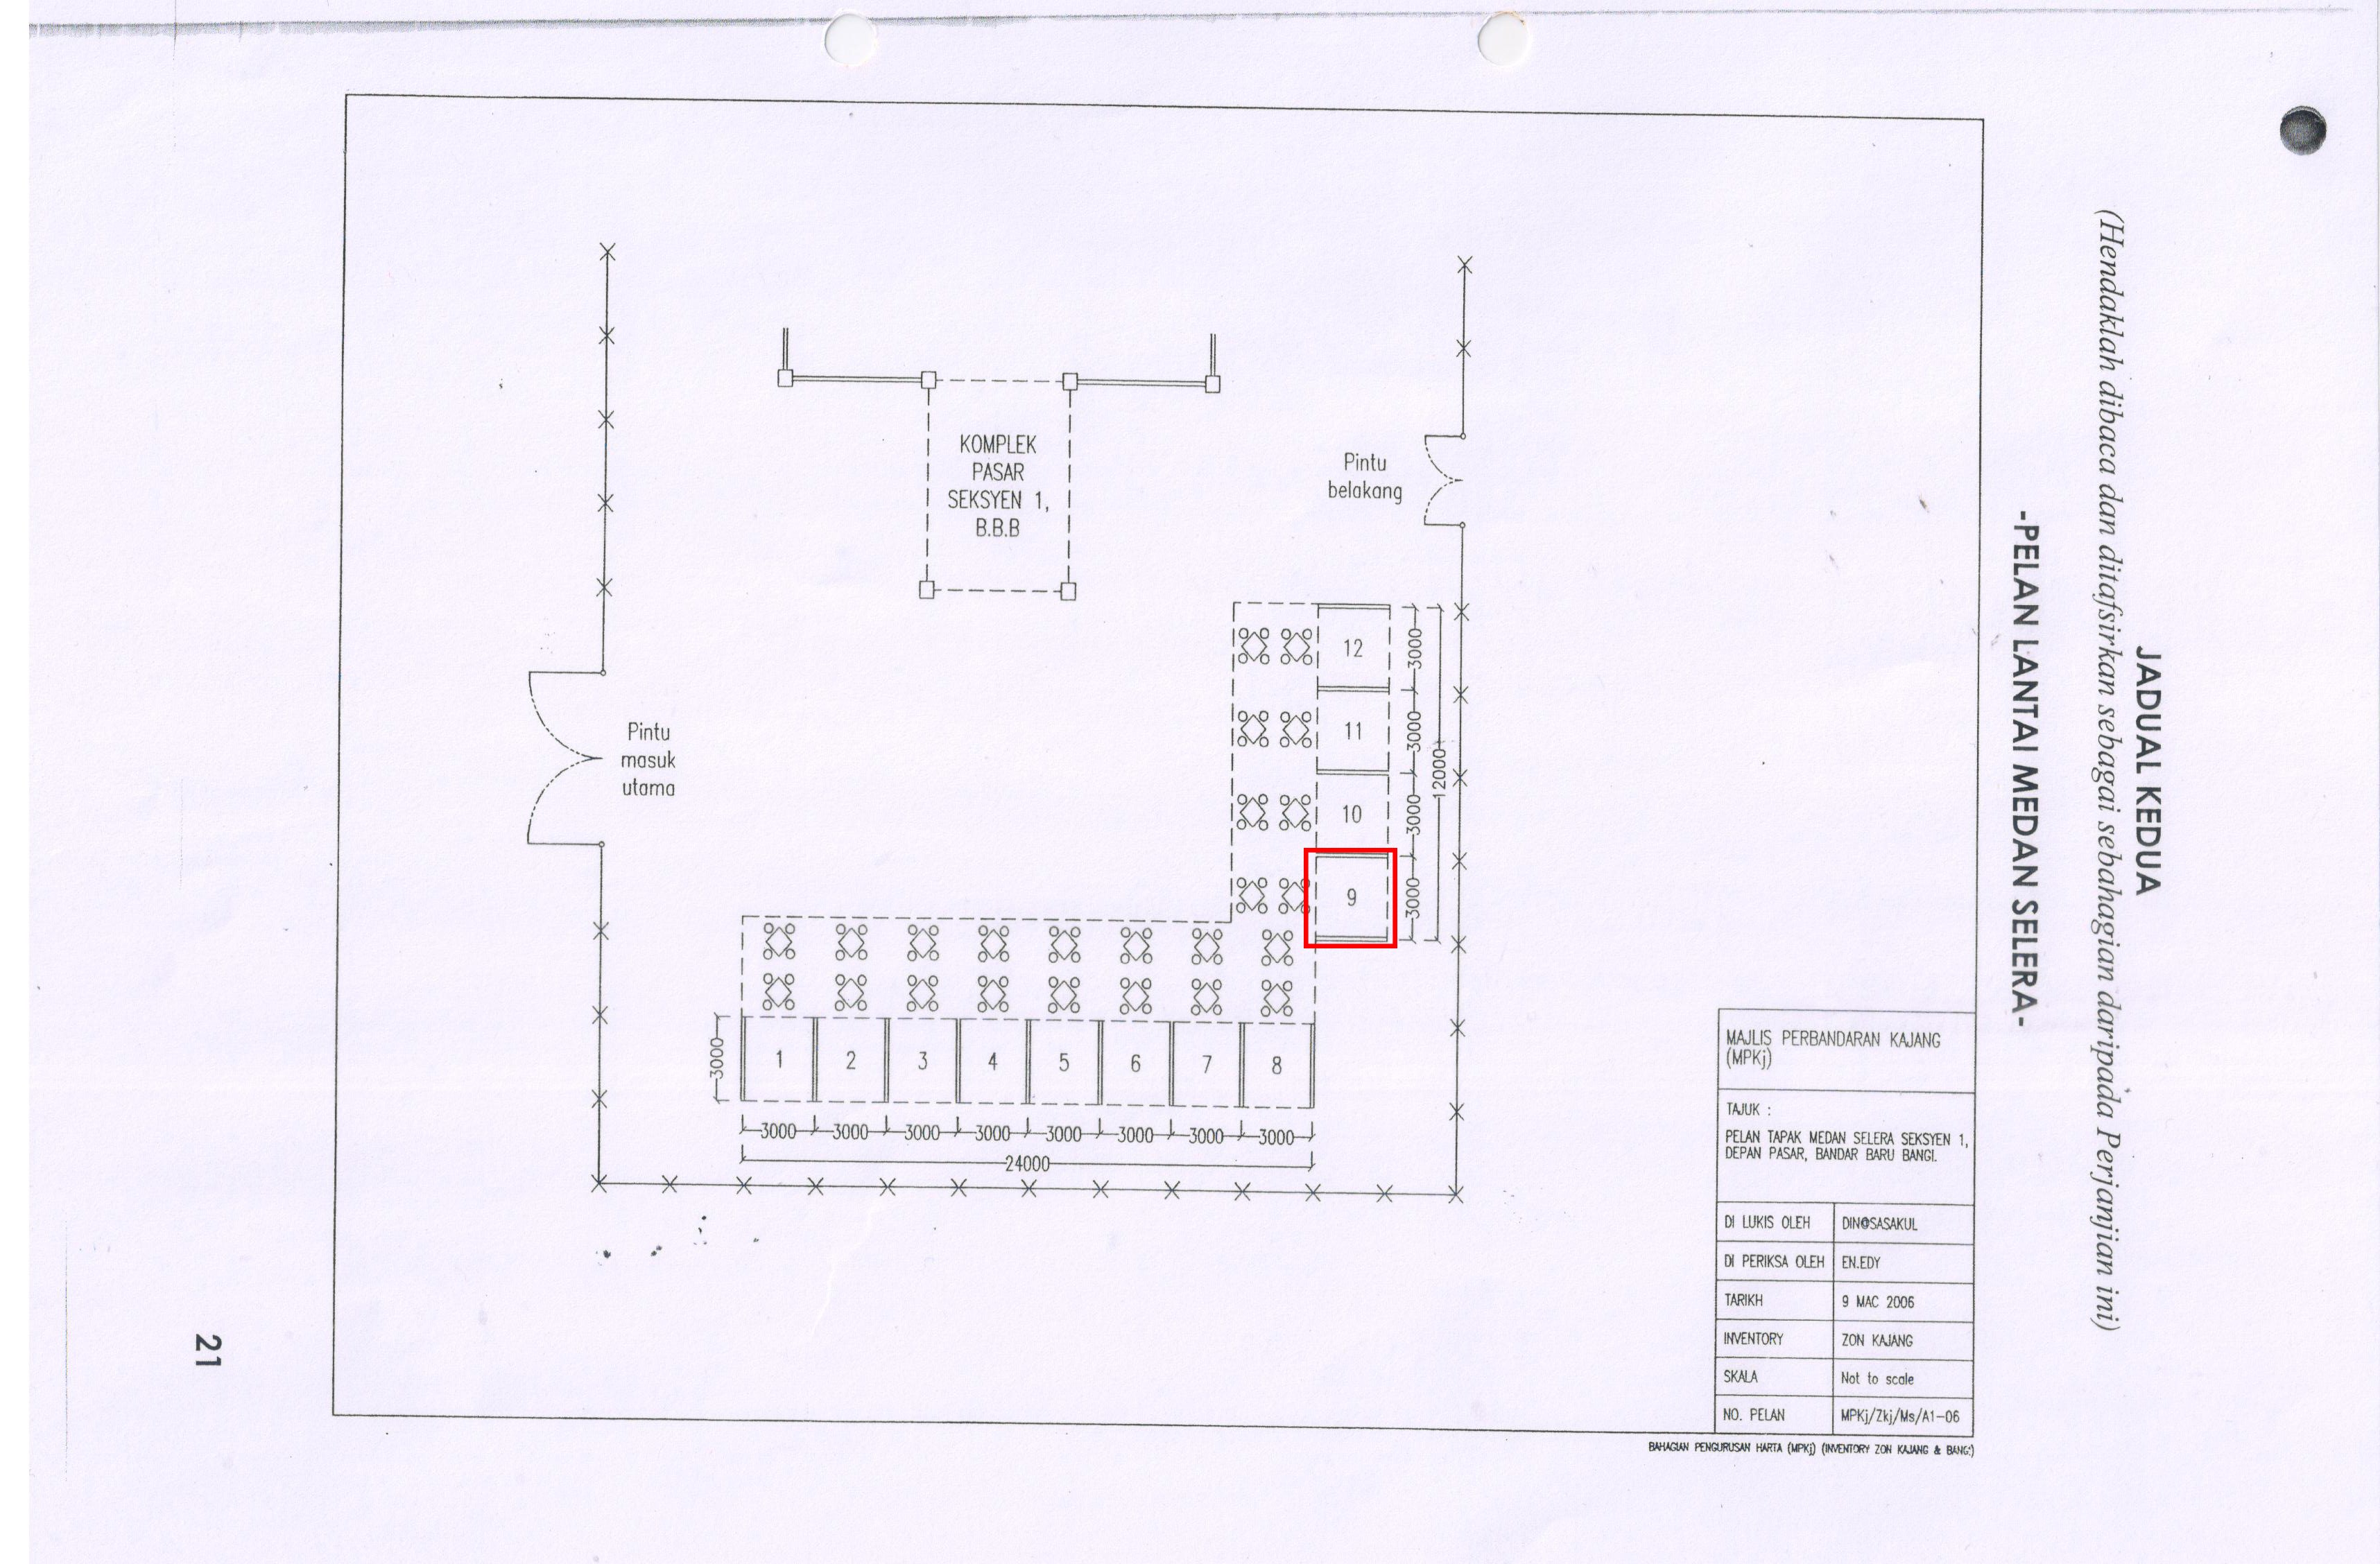 JADUAL KEDUA
(Hendaklah dibaca dan ditafsirkan sebagai sebahagian daripada Perjanjian ini)
-PELAN LANTAI MEDAN SELERA-
KOMPLEK
PASAR
SEKSYEN 1,
B.B.B
Pintu
belakang
Pintu
masuk
utama
12
11
10
9
3000
3000
3000
3000
12000
1 2 3 4 5 6 7 8
3000
3000 3000 3000 3000 3000 3000 3000 3000
24000
MAJLIS PERBANDARAN KAJANG
(MPKj)
TAJUK :
PELAN TAPAK MEDAN SELERA SEKSYEN 1,
DEPAN PASAR, BANDAR BARU BANGI.
DI LUKIS OLEH DIN@SASAKUL
DI PERIKSA OLEH EN.EDY
TARIKH 9 MAC 2006
INVENTORY ZON KAJANG
SKALA Not to scale
NO. PELAN MPKj/Zkj/Ms/A1-06
BAHAGIAN PENGURUSAN HARTA (MPKj) (INVENTORY ZON KAJANG & BANG:)
21